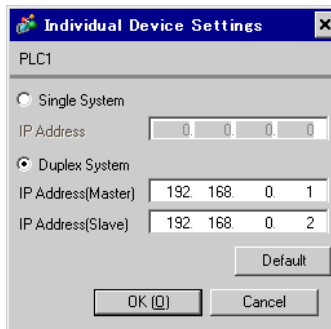 Individual Device Settings
PLC1
Single System
IP Address 0. 0. 0. 0
Duplex System
IP Address(Master) 192. 168. 0. 1
IP Address(Slave) 192. 168. 0. 2
Default
OK (O) Cancel